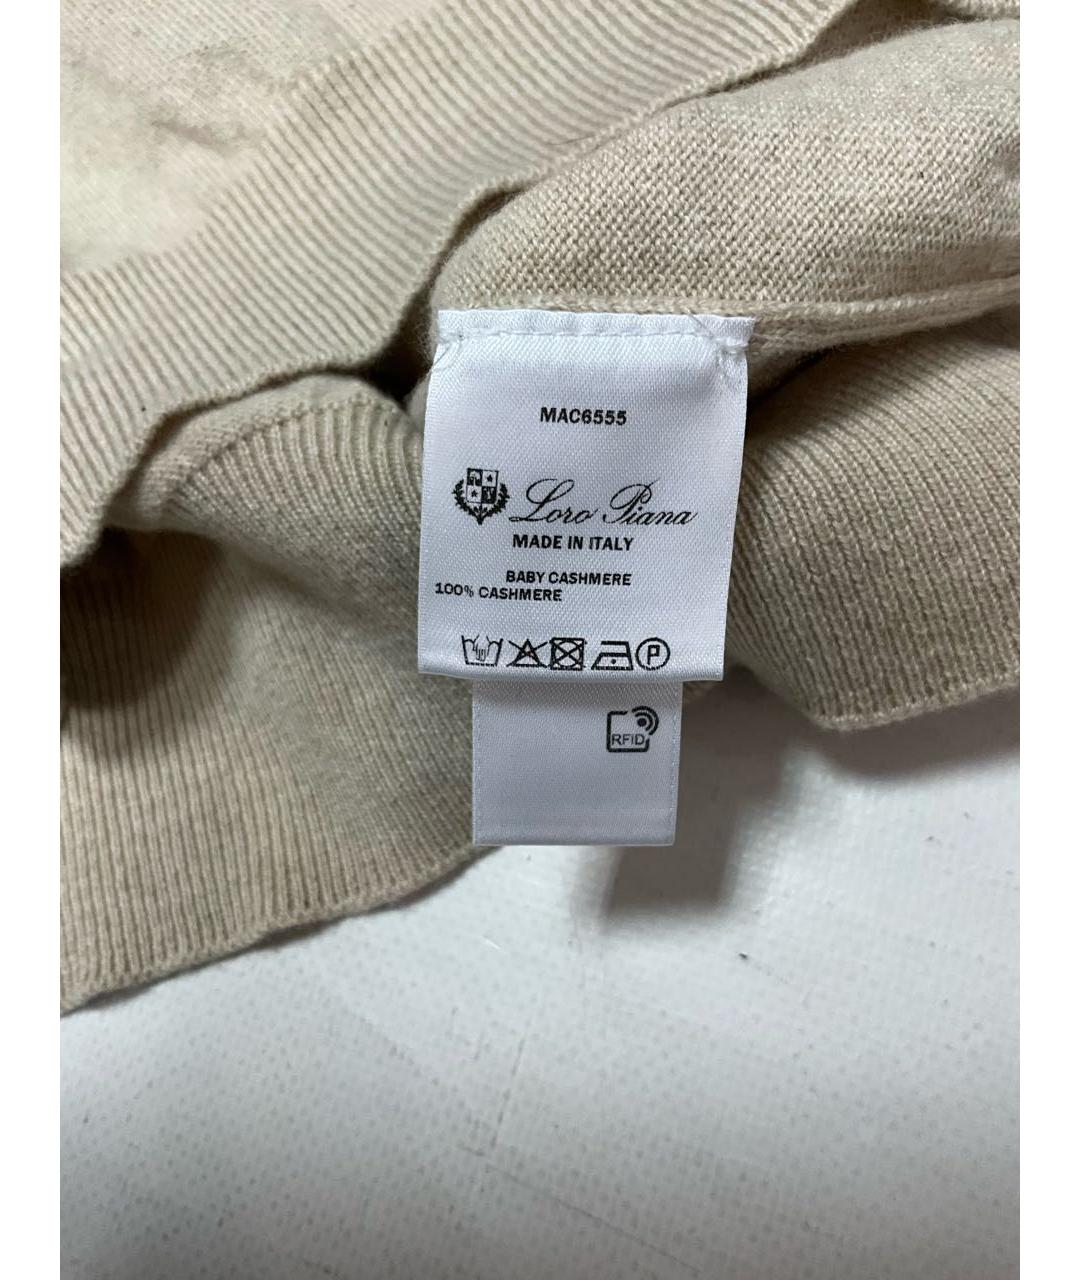 MAC6555
Loro Piana
MADE IN ITALY
BABY CASHMERE
100% CASHMERE
P
RFID